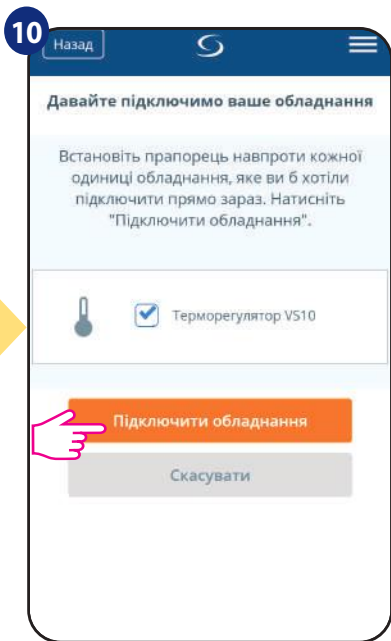 10
Назад
Давайте підключимо ваше обладнання
Встановіть прапорець навпроти кожної
одиниці обладнання, яке ви б хотіли
підключити прямо зараз. Натисніть
"Підключити обладнання".
Терморегулятор VS10
Підключити обладнання
Скасувати